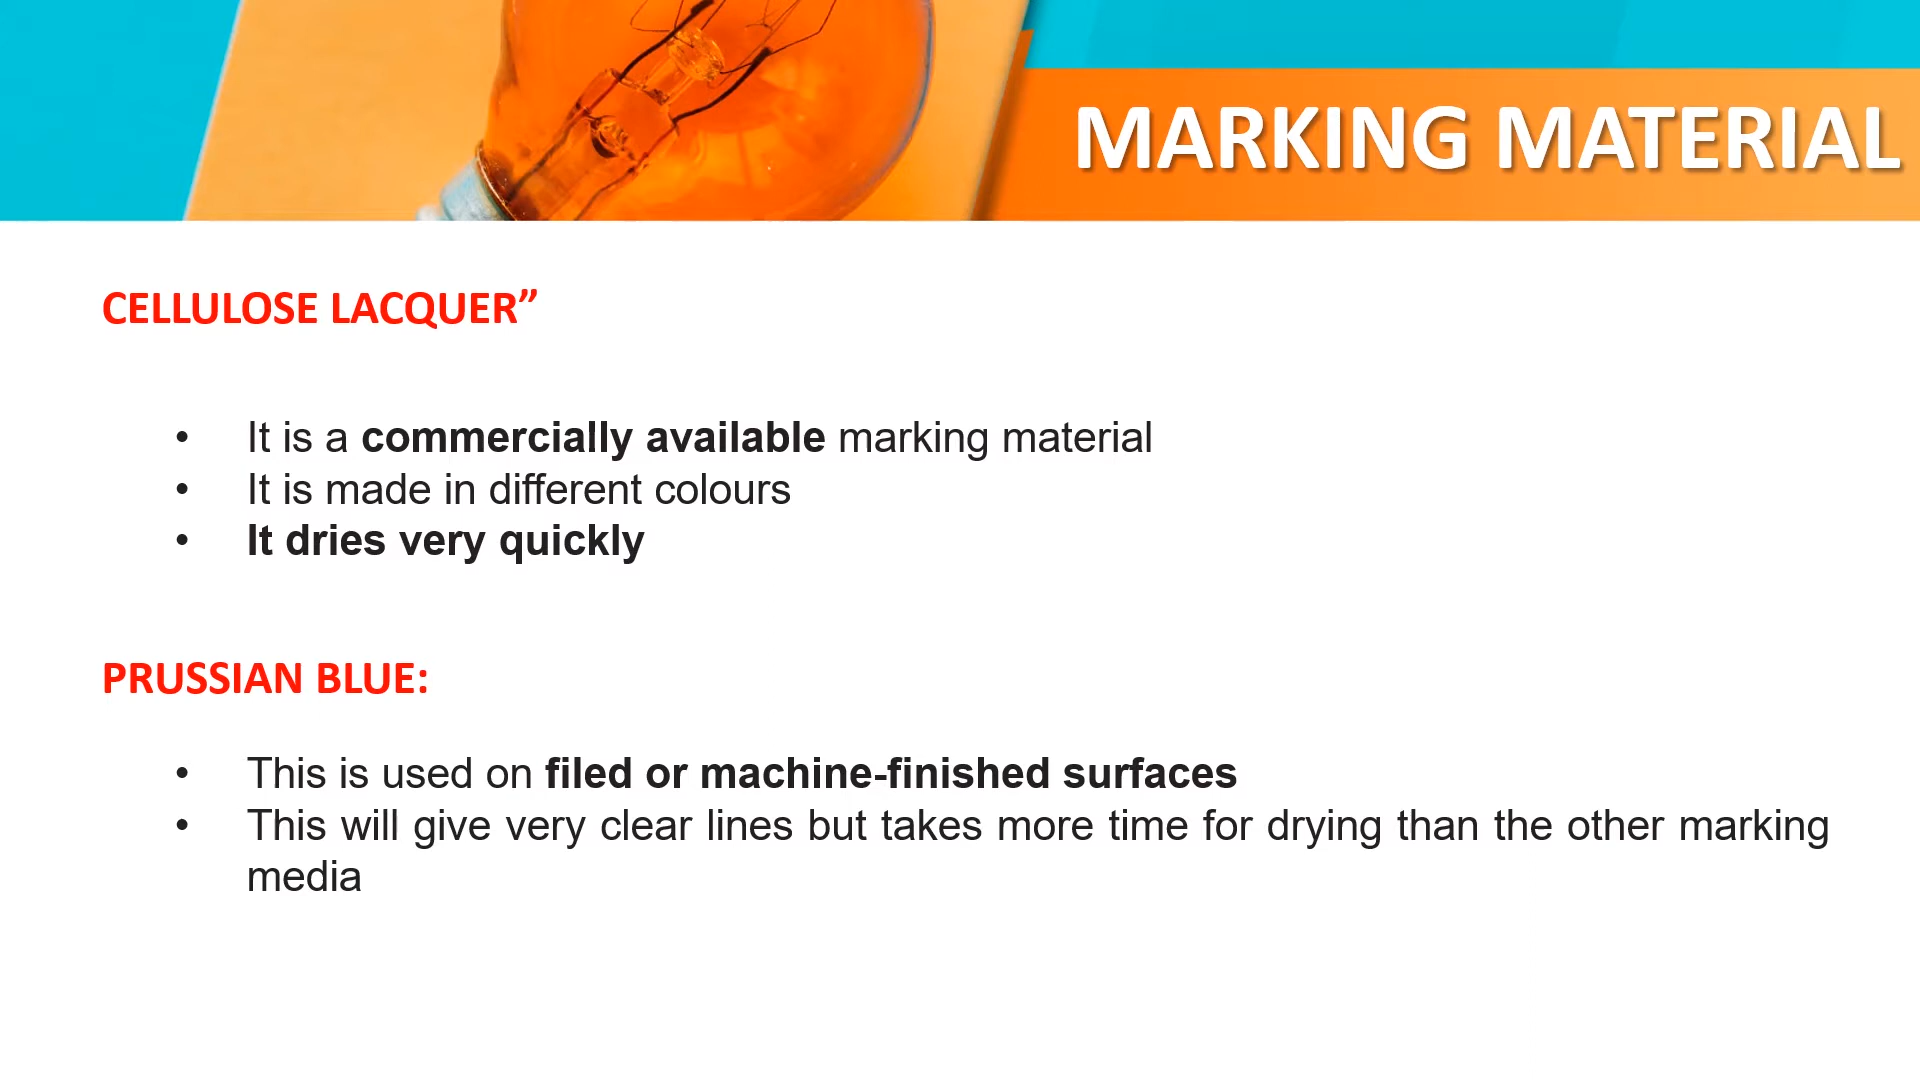 MARKING MATERIAL
CELLULOSE LACQUER”
• It is a commercially available marking material
• It is made in different colours
• It dries very quickly
PRUSSIAN BLUE:
• This is used on filed or machine-finished surfaces
• This will give very clear lines but takes more time for drying than the other marking
media